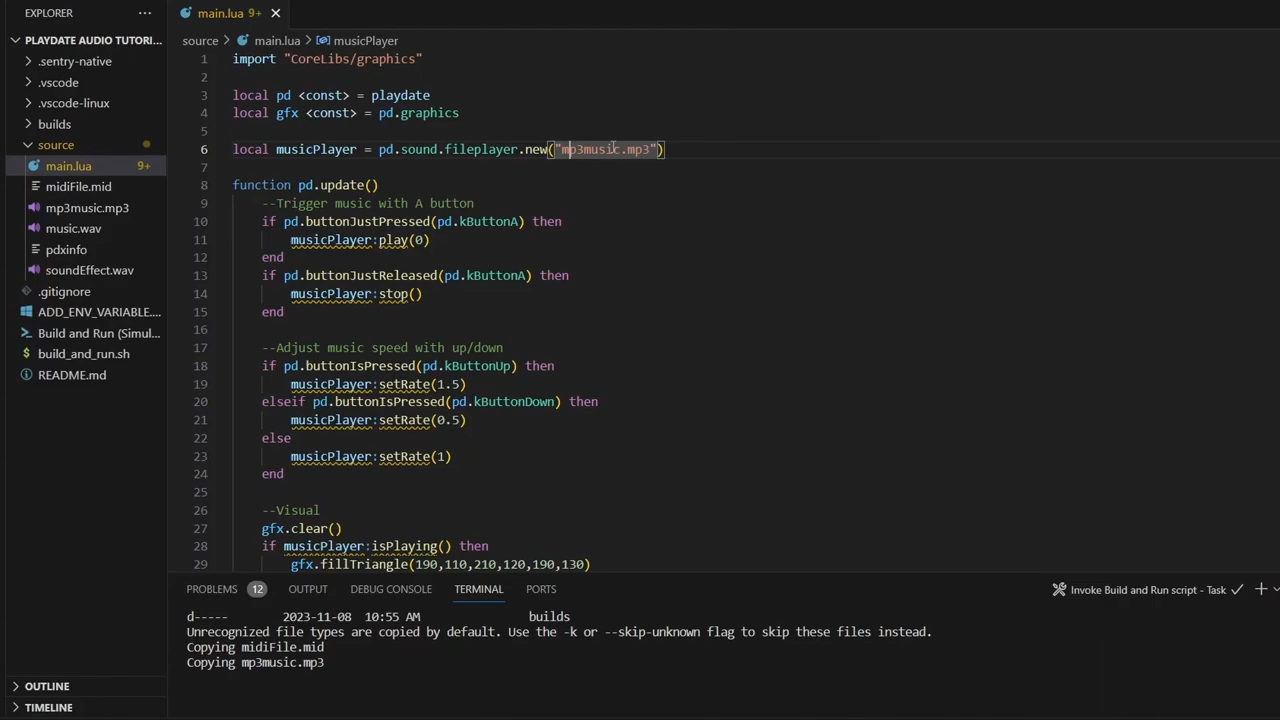 EXPLORER
main.lua 9+
PLAYDATE AUDIO TUTORI...
.sentry-native
.vscode
.vscode-linux
builds
source
main.lua 9+
midiFile.mid
mp3music.mp3
music.wav
pdxinfo
soundEffect.wav
.gitignore
ADD_ENV_VARIABLE....
Build and Run (Simul...
build_and_run.sh
README.md
OUTLINE
TIMELINE
source > main.lua > musicPlayer
1 import "CoreLibs/graphics"
2
3 local pd <const> = playdate
4 local gfx <const> = pd.graphics
5
6 local musicPlayer = pd.sound.fileplayer.new("mp3music.mp3")
7
8 function pd.update()
9 --Trigger music with A button
10 if pd.buttonJustPressed(pd.kButtonA) then
11 musicPlayer:play(0)
12 end
13 if pd.buttonJustReleased(pd.kButtonA) then
14 musicPlayer:stop()
15 end
16
17 --Adjust music speed with up/down
18 if pd.buttonIsPressed(pd.kButtonUp) then
19 musicPlayer:setRate(1.5)
20 elseif pd.buttonIsPressed(pd.kButtonDown) then
21 musicPlayer:setRate(0.5)
22 else
23 musicPlayer:setRate(1)
24 end
25
26 --Visual
27 gfx.clear()
28 if musicPlayer:isPlaying() then
29 gfx.fillTriangle(190,110,210,120,190,130)
PROBLEMS 12 OUTPUT DEBUG CONSOLE TERMINAL PORTS
Invoke Build and Run script - Task
d----- 2023-11-08 10:55 AM builds
Unrecognized file types are copied by default. Use the -k or --skip-unknown flag to skip these files instead.
Copying midiFile.mid
Copying mp3music.mp3